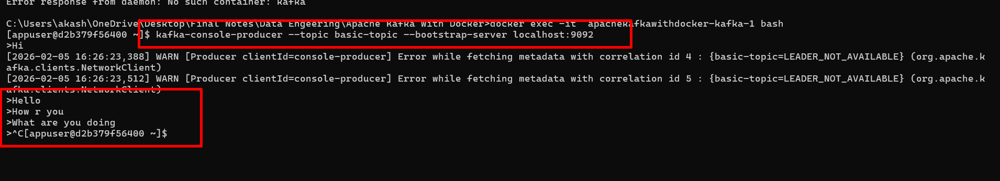 Error response from daemon: No such container: kafka
C:\Users\akash\OneDrive\Desktop\Final Notes\Data Engeering\Apache Kafka With Docker>docker exec -it  apachekafkawithdocker-kafka-1 bash
[appuser@d2b379f56400 ~]$ kafka-console-producer --topic basic-topic --bootstrap-server localhost:9092
>Hi
[2026-02-05 16:26:23,388] WARN [Producer clientId=console-producer] Error while fetching metadata with correlation id 4 : {basic-topic=LEADER_NOT_AVAILABLE} (org.apache.k
afka.clients.NetworkClient)
[2026-02-05 16:26:23,512] WARN [Producer clientId=console-producer] Error while fetching metadata with correlation id 5 : {basic-topic=LEADER_NOT_AVAILABLE} (org.apache.k
afka.clients.NetworkClient)
>Hello
>How r you
>What are you doing
>^C[appuser@d2b379f56400 ~]$